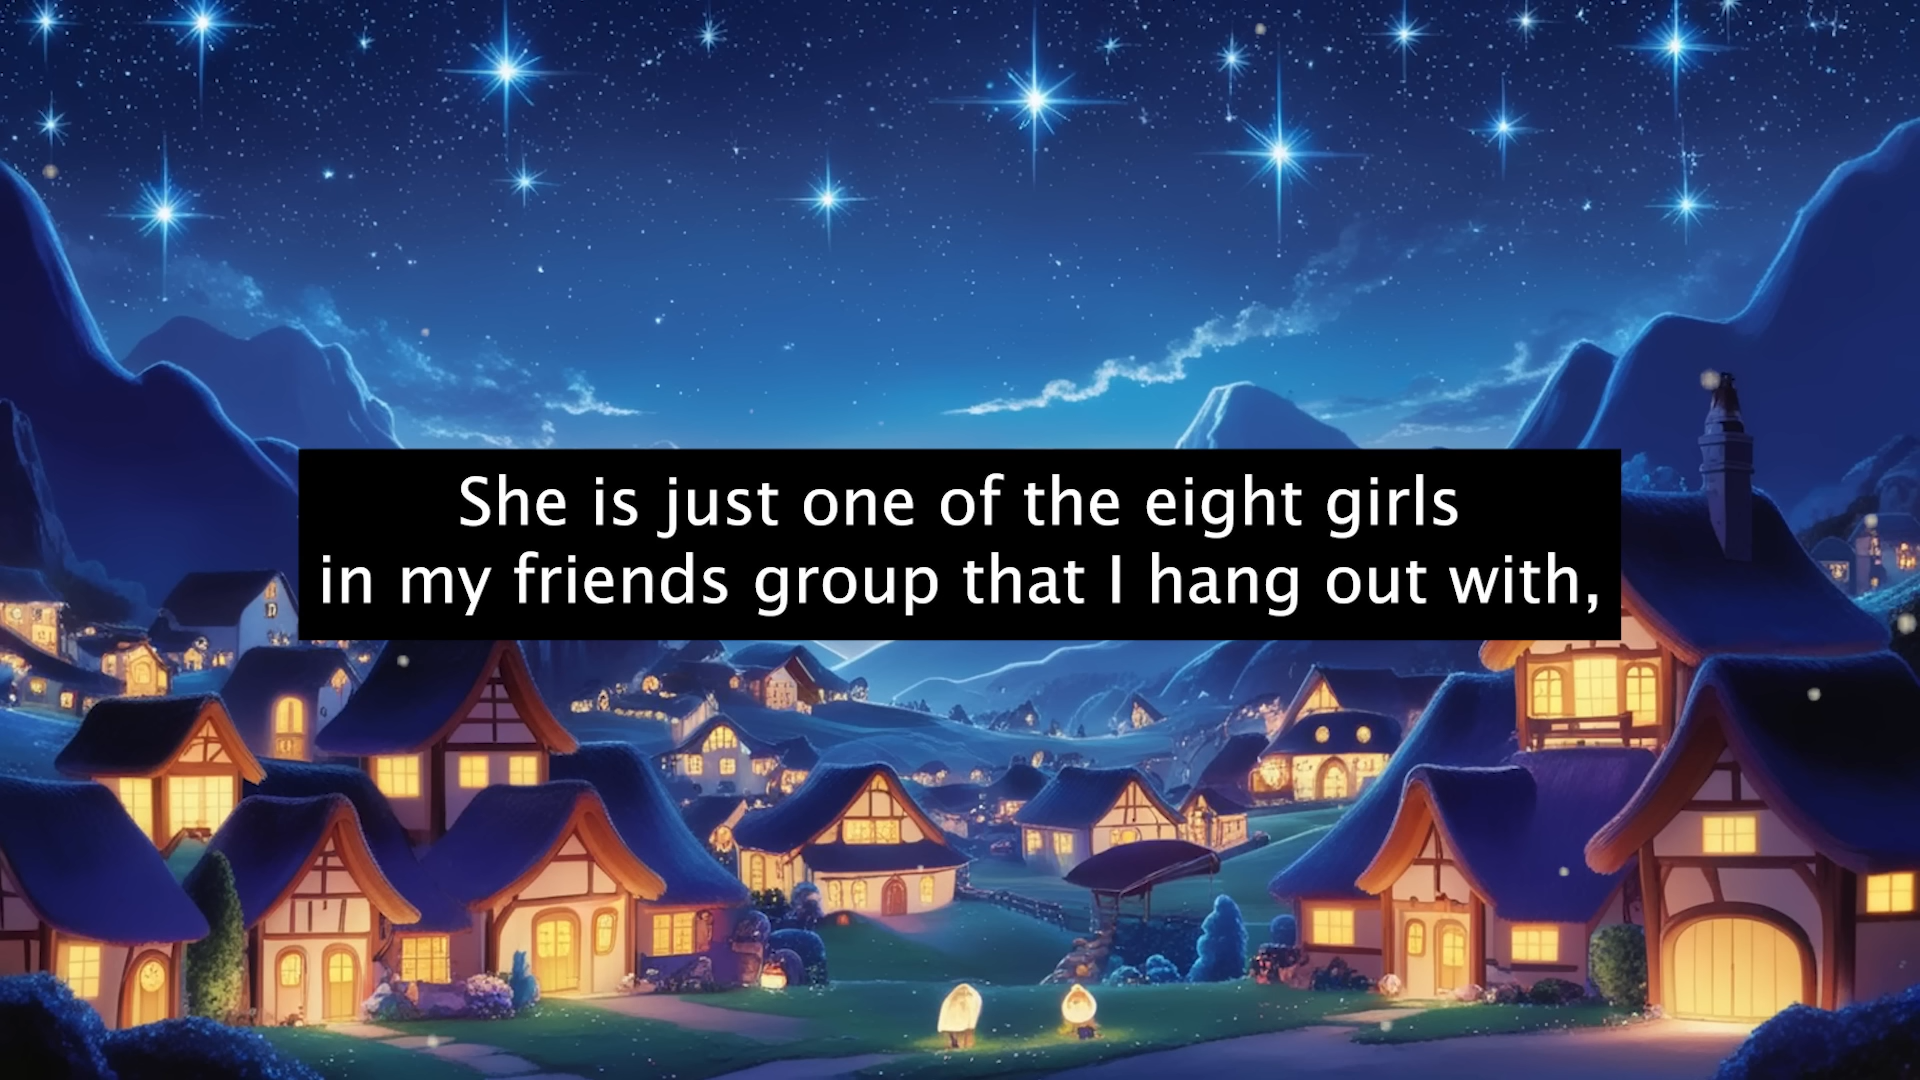 She is just one of the eight girls
in my friends group that I hang out with,